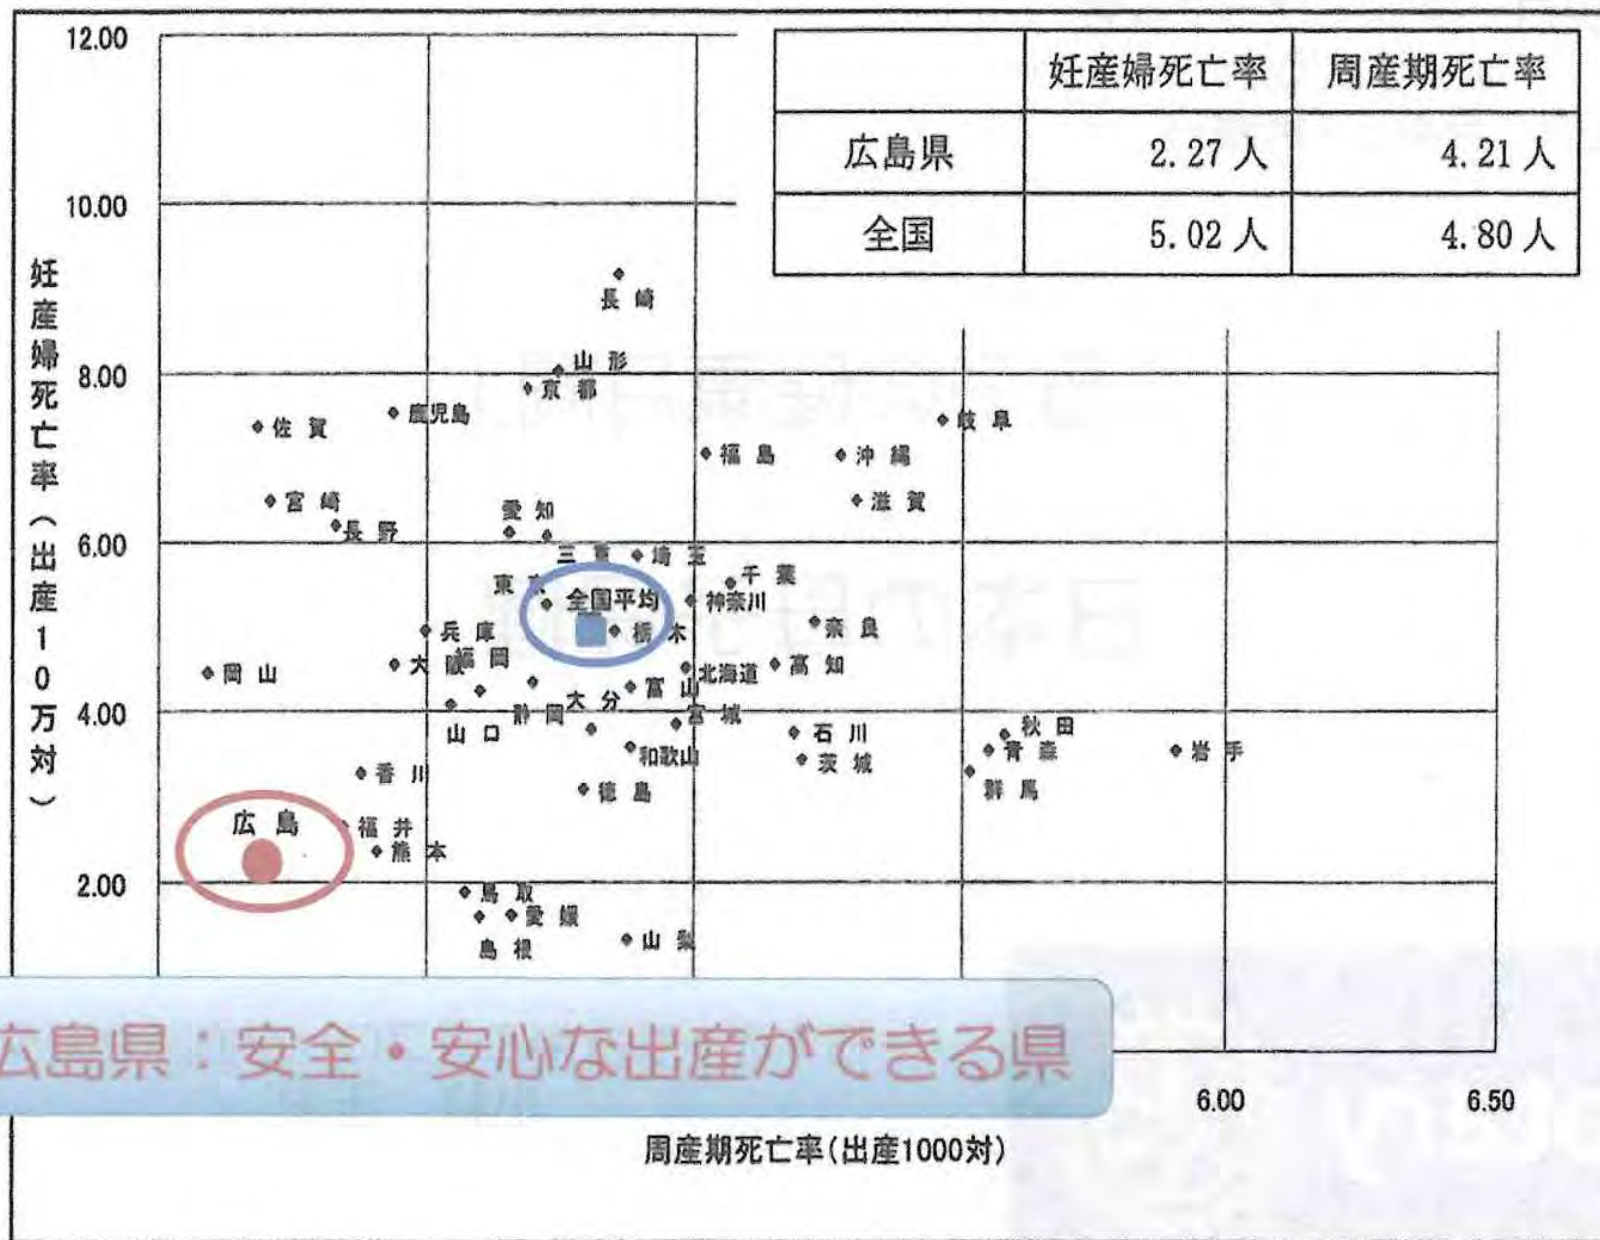 妊産婦死亡率 周産期死亡率
広島県 2.27人 4.21人
全国 5.02人 4.80人
12.00
10.00
8.00
6.00
4.00
2.00
妊産婦死亡率(出産10万対)
長崎
山形
京都
鹿児島
佐賀
岐阜
福島
沖縄
宮崎
滋賀
長野
愛知
三重
埼玉
東京
千葉
全国平均
神奈川
兵庫
栃木
奈良
大阪
福岡
岡山
北海道
高知
富山
大分
静岡
宮城
山口
石川
秋田
青森
岩手
和歌山
茨城
香川
群馬
徳島
広島
福井
熊本
鳥取
愛媛
島根
山梨
広島県:安全・安心な出産ができる県
6.00
6.50
周産期死亡率(出産1000対)